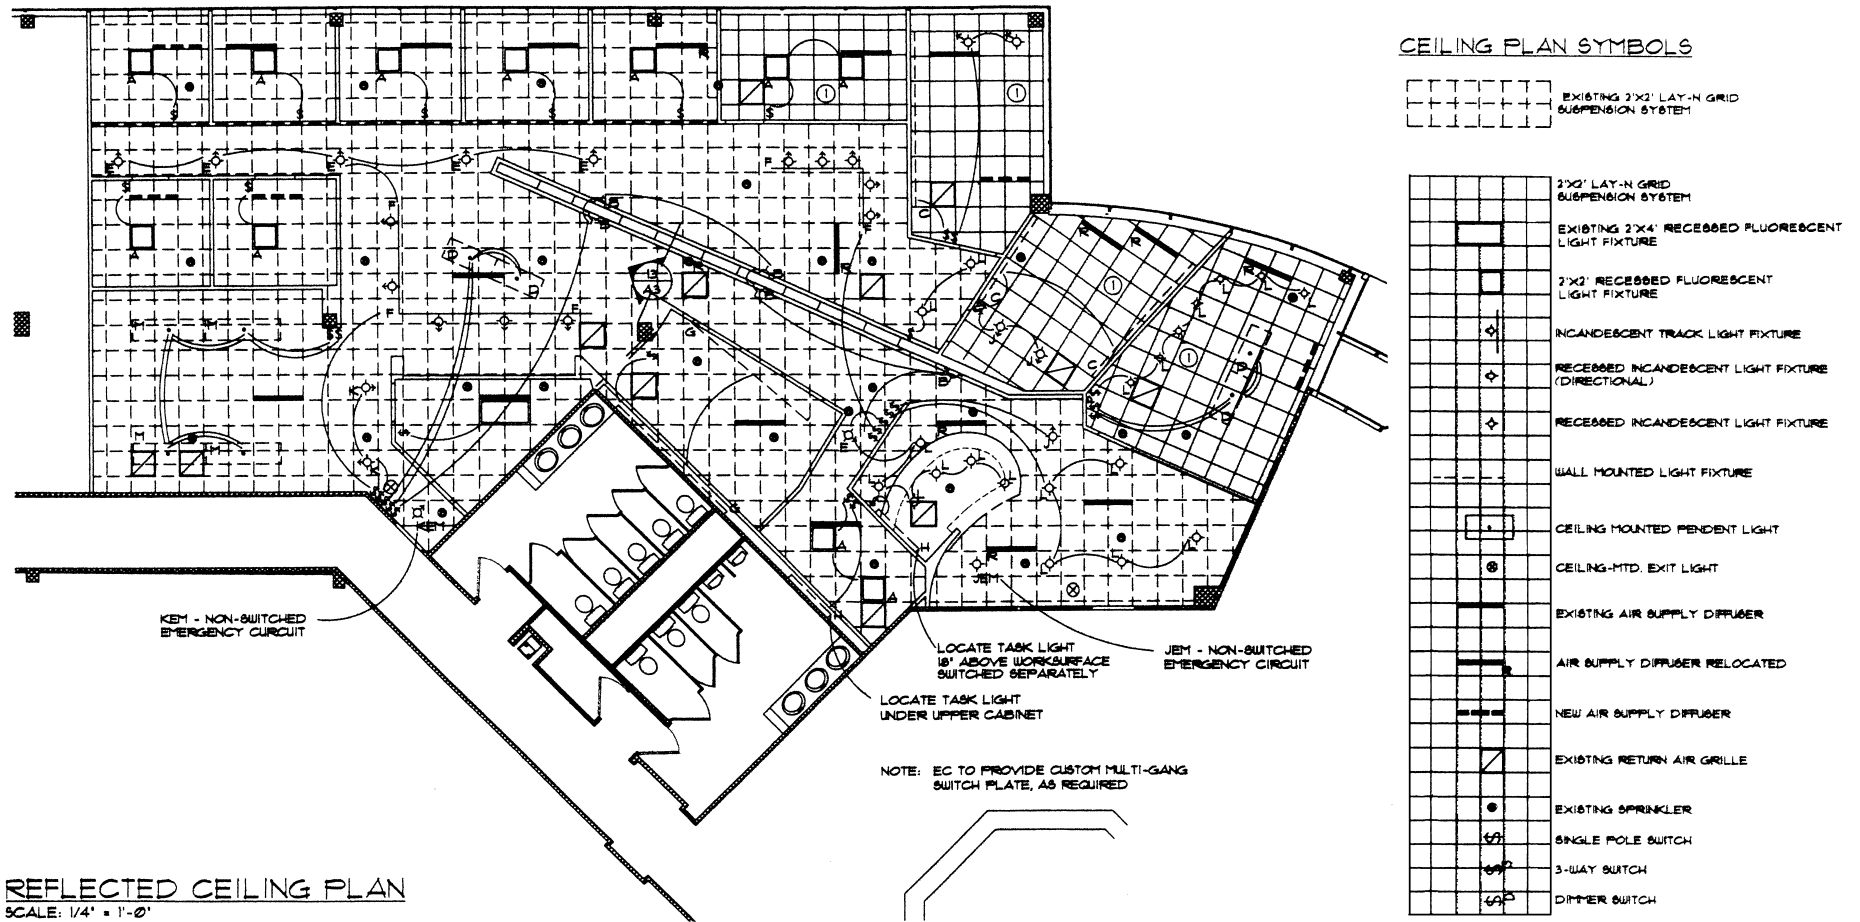 CEILING PLAN SYMBOLS
EXISTING 2'X2' LAY-N GRID
SUSPENSION SYSTEM
2'X2' LAY-N GRID
SUSPENSION SYSTEM
EXISTING 2'X4' RECESSED FLUORESCENT
LIGHT FIXTURE
2'X2' RECESSED FLUORESCENT
LIGHT FIXTURE
INCANDESCENT TRACK LIGHT FIXTURE
RECESSED INCANDESCENT LIGHT FIXTURE
(DIRECTIONAL)
RECESSED INCANDESCENT LIGHT FIXTURE
WALL MOUNTED LIGHT FIXTURE
CEILING MOUNTED PENDENT LIGHT
CEILING-MTD. EXIT LIGHT
EXISTING AIR SUPPLY DIFFUSER
AIR SUPPLY DIFFUSER RELOCATED
NEW AIR SUPPLY DIFFUSER
EXISTING RETURN AIR GRILLE
EXISTING SPRINKLER
SINGLE POLE SWITCH
3-WAY SWITCH
DIMMER SWITCH
13
A3
KEM
JEM
KEM - NON-SWITCHED
EMERGENCY CURCUIT
LOCATE TASK LIGHT
18" ABOVE WORKSURFACE
SWITCHED SEPARATELY
JEM - NON-SWITCHED
EMERGENCY CIRCUIT
LOCATE TASK LIGHT
UNDER UPPER CABINET
NOTE: EC TO PROVIDE CUSTOM MULTI-GANG
SWITCH PLATE, AS REQUIRED
REFLECTED CEILING PLAN
SCALE: 1/4" = 1'-0"